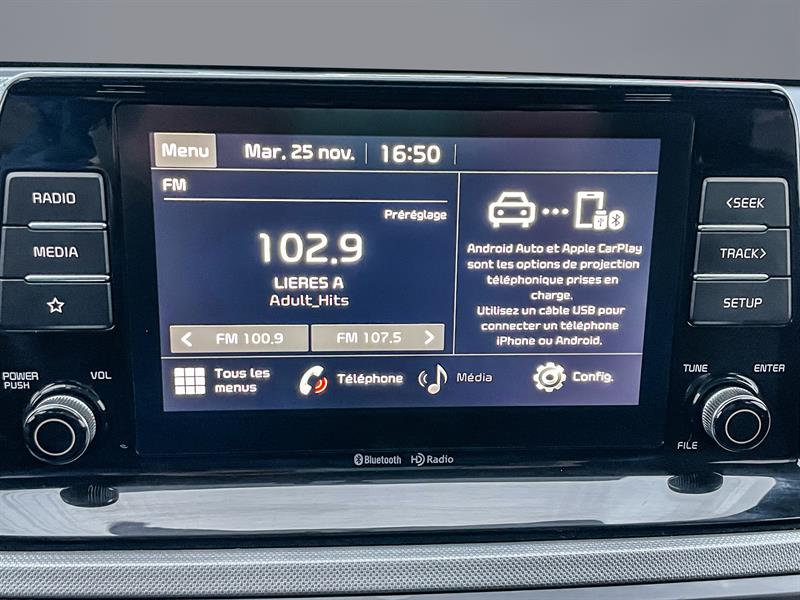 Menu Mar. 25 nov. 16:50
FM
Préréglage
102.9
LIERES A
Adult_Hits
< FM 100.9 FM 107.5 >
Android Auto et Apple CarPlay
sont les options de projection
téléphonique prises en
charge.
Utilisez un câble USB pour
connecter un téléphone
iPhone ou Android.
Tous les
menus
Téléphone
Média
Config.
RADIO
MEDIA
POWER
PUSH
VOL
<SEEK
TRACK>
SETUP
TUNE
ENTER
FILE
Bluetooth HD Radio